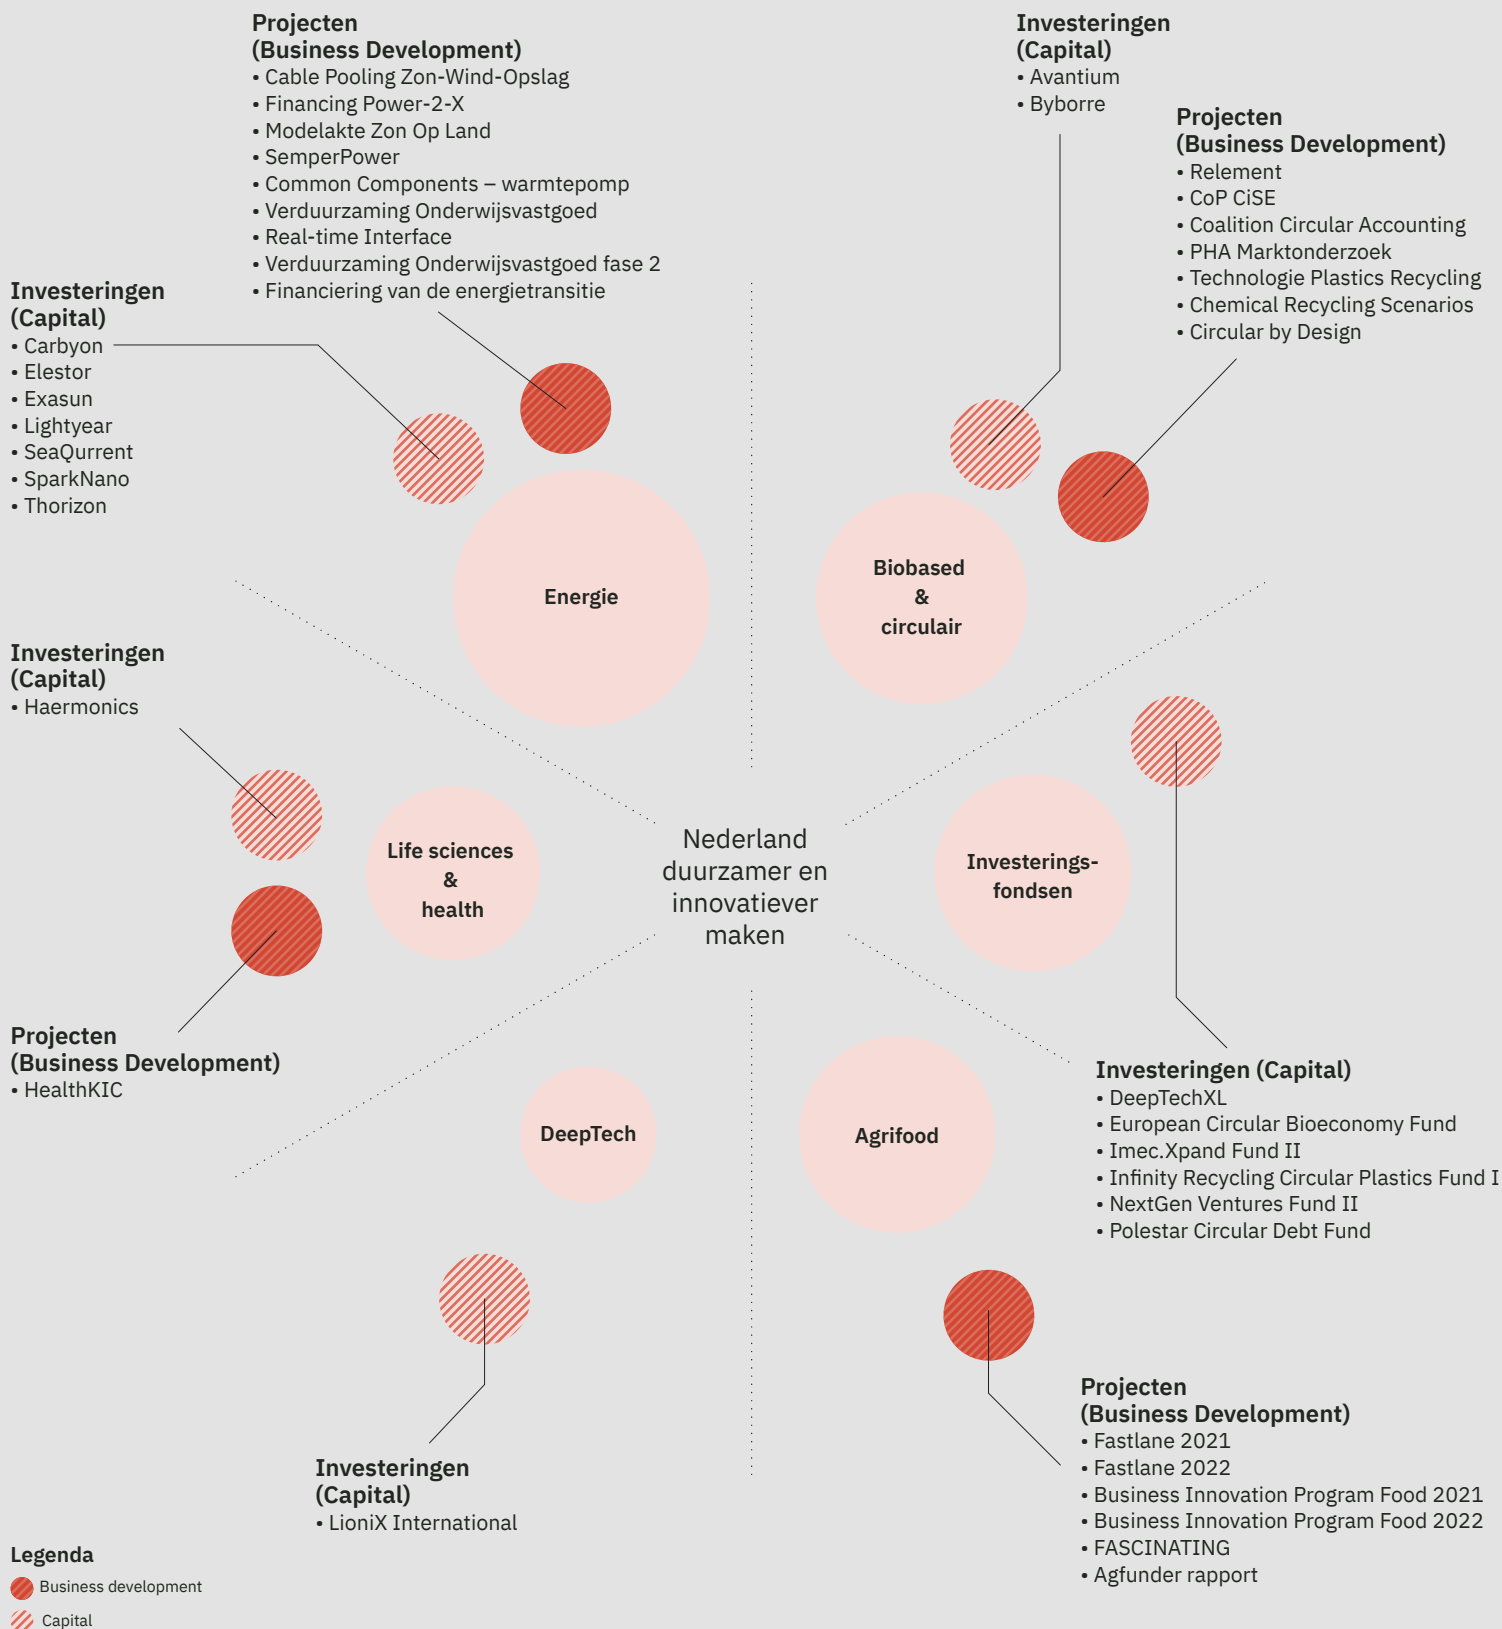 Projecten
(Business Development)
• Cable Pooling Zon-Wind-Opslag
• Financing Power-2-X
• Modelakte Zon Op Land
• SemperPower
• Common Components – warmtepomp
• Verduurzaming Onderwijsvastgoed
• Real-time Interface
• Verduurzaming Onderwijsvastgoed fase 2
• Financiering van de energietransitie
Investeringen
(Capital)
• Avantium
• Byborre
Projecten
(Business Development)
• Relement
• CoP CiSE
• Coalition Circular Accounting
• PHA Marktonderzoek
• Technologie Plastics Recycling
• Chemical Recycling Scenarios
• Circular by Design
Investeringen
(Capital)
• Carbyon
• Elestor
• Exasun
• Lightyear
• SeaQurrent
• SparkNano
• Thorizon
Energie
Biobased
&
circulair
Investeringen
(Capital)
• Haermonics
Life sciences
&
health
Nederland
duurzamer en
innovatiever
maken
Investerings-
fondsen
Projecten
(Business Development)
• HealthKIC
DeepTech
Agrifood
Investeringen (Capital)
• DeepTechXL
• European Circular Bioeconomy Fund
• Imec.Xpand Fund II
• Infinity Recycling Circular Plastics Fund I
• NextGen Ventures Fund II
• Polestar Circular Debt Fund
Investeringen
(Capital)
• LioniX International
Projecten
(Business Development)
• Fastlane 2021
• Fastlane 2022
• Business Innovation Program Food 2021
• Business Innovation Program Food 2022
• FASCINATING
• Agfunder rapport
Legenda
Business development
Capital